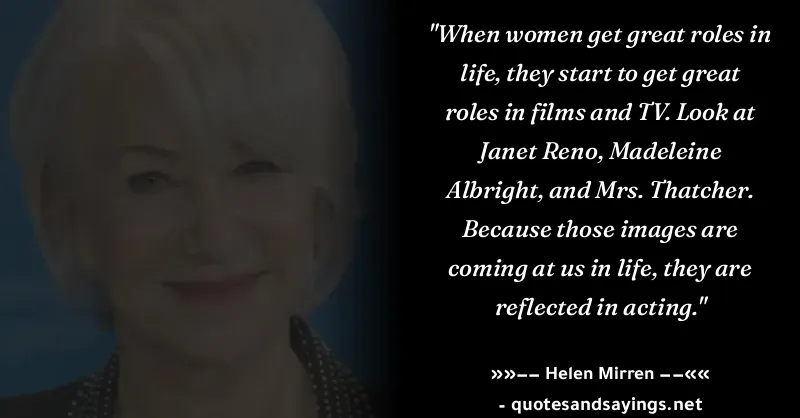 "When women get great roles in
life, they start to get great
roles in films and TV. Look at
Janet Reno, Madeleine
Albright, and Mrs. Thatcher.
Because those images are
coming at us in life, they are
reflected in acting."
»»−− Helen Mirren −−««
- quotesandsayings.net